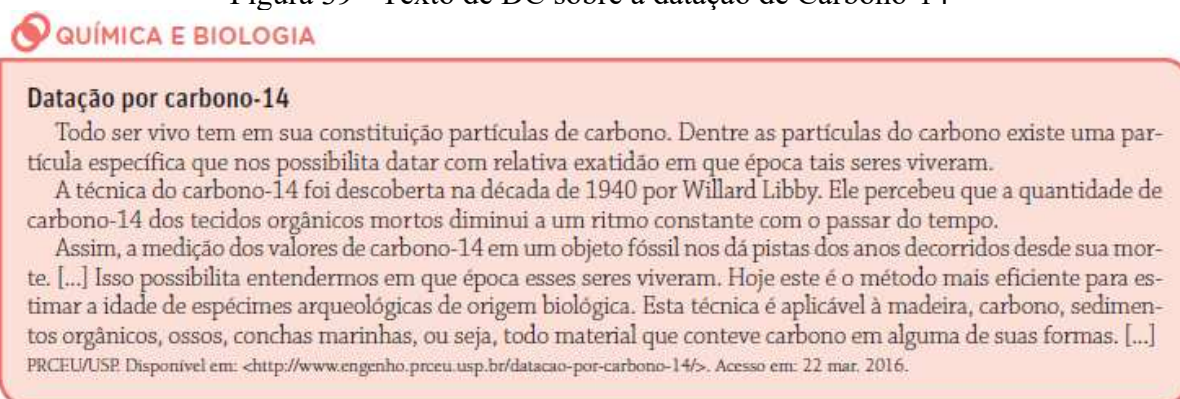 Figura 39 – Texto de DC sobre a datação de Carbono-14
QUÍMICA E BIOLOGIA
Datação por carbono-14
Todo ser vivo tem em sua constituição partículas de carbono. Dentre as partículas do carbono existe uma par-
tícula específica que nos possibilita datar com relativa exatidão em que época tais seres viveram.
A técnica do carbono-14 foi descoberta na década de 1940 por Willard Libby. Ele percebeu que a quantidade de
carbono-14 dos tecidos orgânicos mortos diminui a um ritmo constante com o passar do tempo.
Assim, a medição dos valores de carbono-14 em um objeto fóssil nos dá pistas dos anos decorridos desde sua mor-
te. [...] Isso possibilita entendermos em que época esses seres viveram. Hoje este é o método mais eficiente para es-
timar a idade de espécimes arqueológicas de origem biológica. Esta técnica é aplicável à madeira, carbono, sedimen-
tos orgânicos, ossos, conchas marinhas, ou seja, todo material que conteve carbono em alguma de suas formas. [...]
PRCEU/USP. Disponível em: <http://www.engenho.prceu.usp.br/datacao-por-carbono-14/>. Acesso em: 22 mar. 2016.